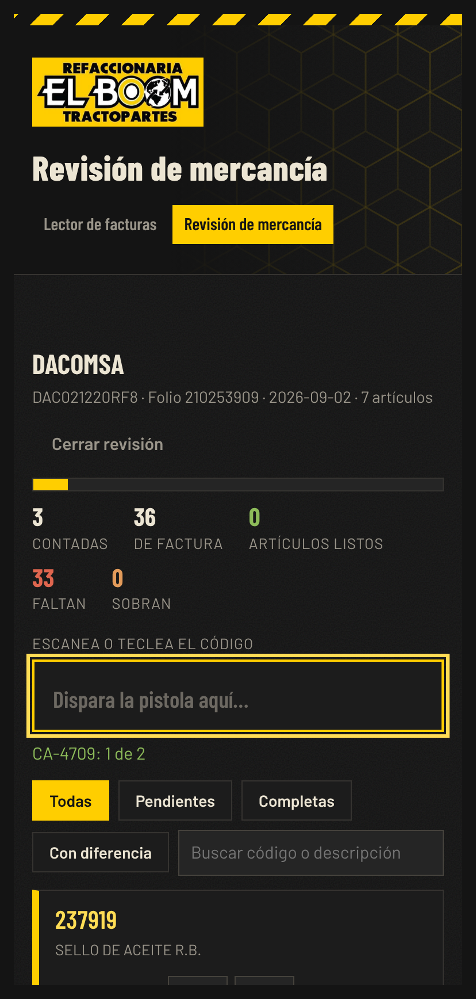 REFACCIONARIA
EL BOOM
TRACTOPARTES
Revisión de mercancía
Lector de facturas
Revisión de mercancía
DACOMSA
DAC021220RF8 · Folio 210253909 · 2026-09-02 · 7 artículos
Cerrar revisión
3 36 0
CONTADAS DE FACTURA ARTÍCULOS LISTOS
33 0
FALTAN SOBRAN
ESCANEA O TECLEA EL CÓDIGO
Dispara la pistola aquí...
CA-4709: 1 de 2
Todas Pendientes Completas
Con diferencia Buscar código o descripción
237919
SELLO DE ACEITE R.B.